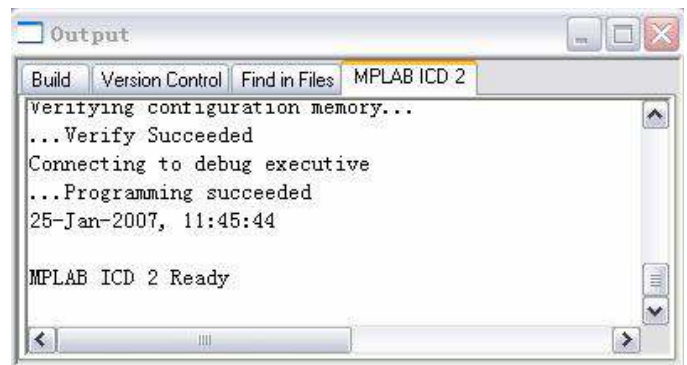 Output
Build Version Control Find in Files MPLAB ICD 2
Verifying configuration memory...
...Verify Succeeded
Connecting to debug executive
...Programming succeeded
25-Jan-2007, 11:45:44
MPLAB ICD 2 Ready